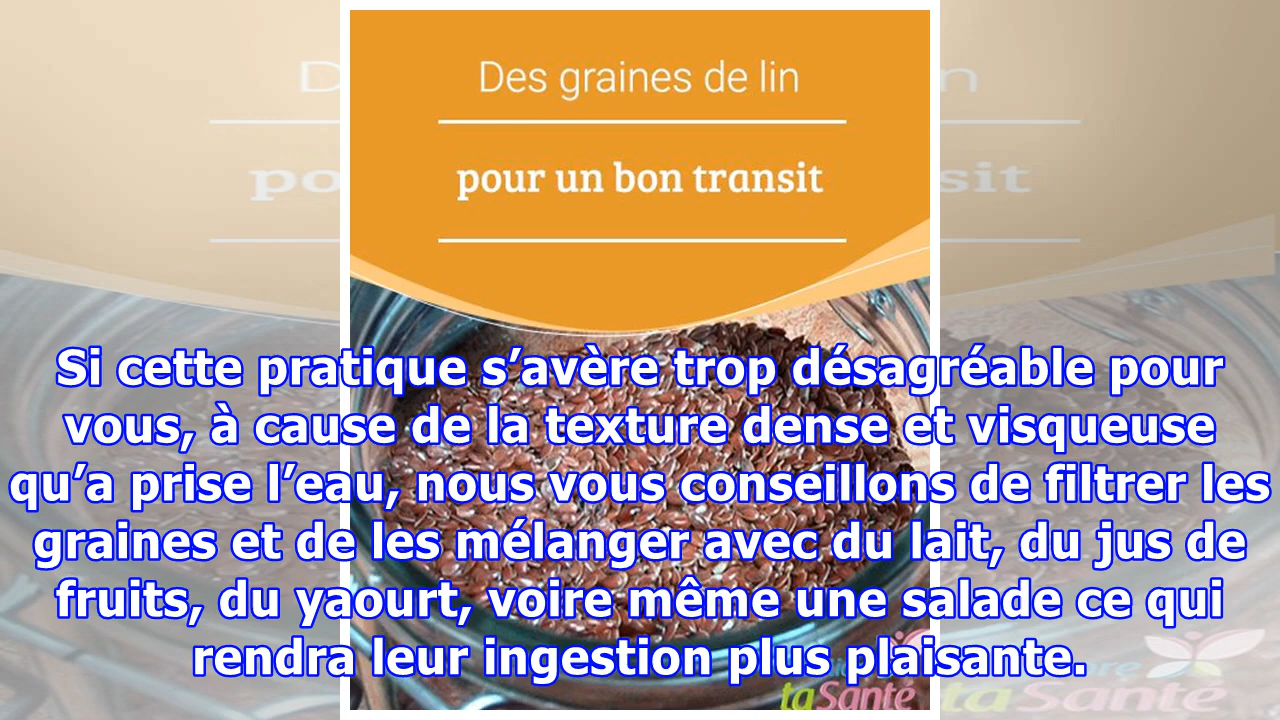 Des graines de lin
pour un bon transit
Si cette pratique s’avère trop désagréable pour
vous, à cause de la texture dense et visqueuse
qu’a prise l’eau, nous vous conseillons de filtrer les
graines et de les mélanger avec du lait, du jus de
fruits, du yaourt, voire même une salade ce qui
rendra leur ingestion plus plaisante.
taSanté